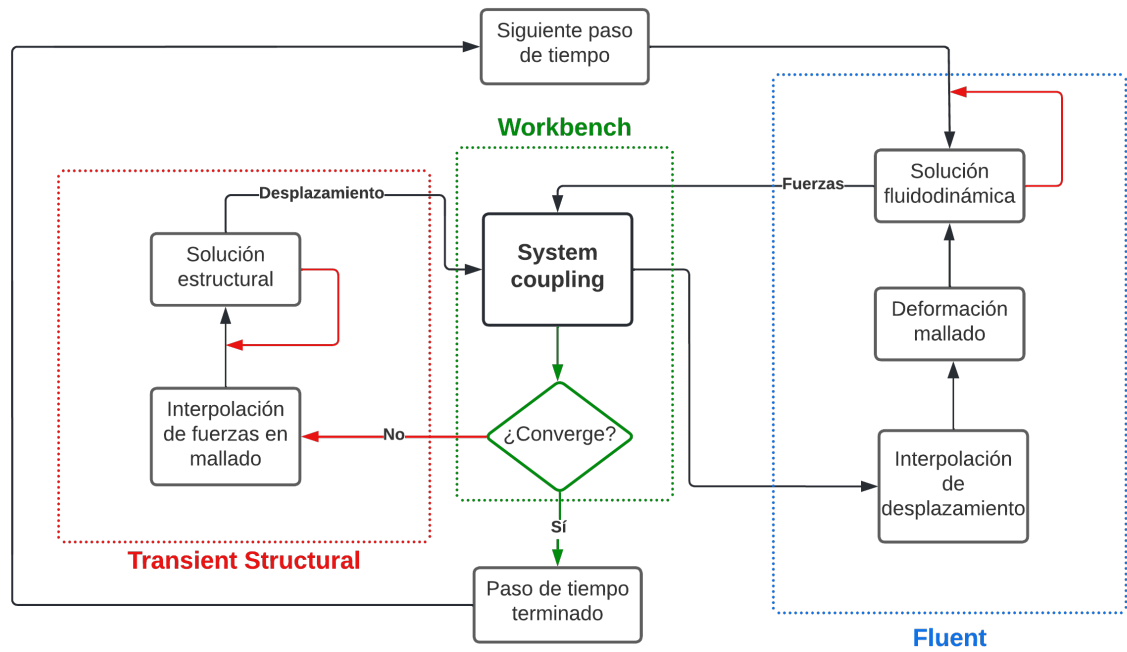 Siguiente paso
de tiempo
Workbench
Desplazamiento
Fuerzas
Solución
fluidodinámica
Solución
estructural
System
coupling
Deformación
mallado
Interpolación
de fuerzas en
mallado
No
¿Converge?
Interpolación
de
desplazamiento
Sí
Transient Structural
Paso de tiempo
terminado
Fluent